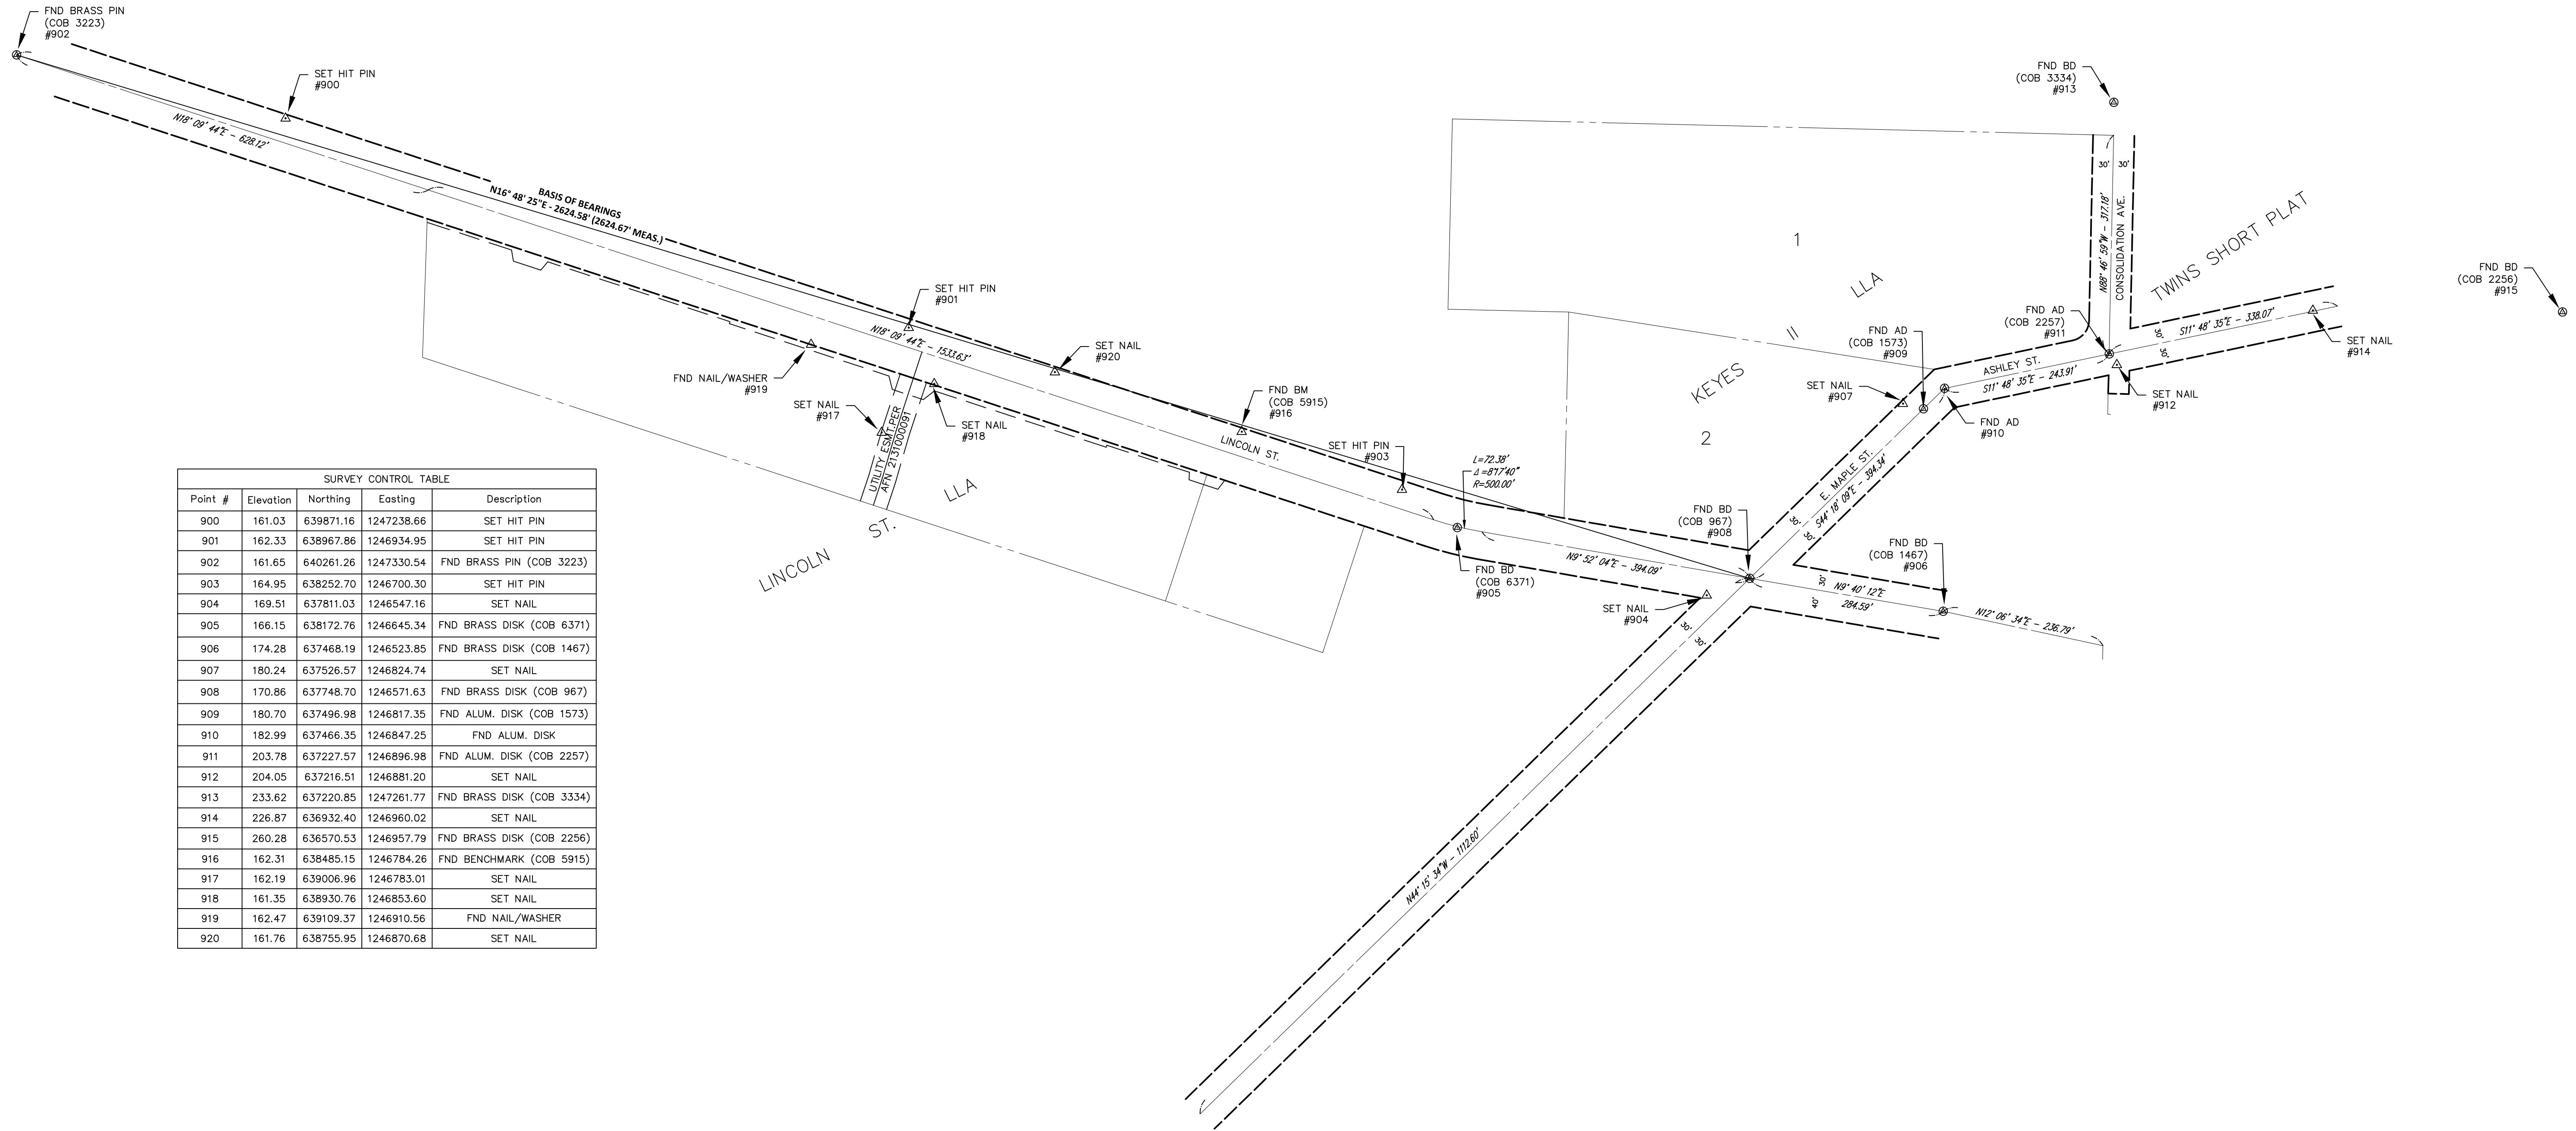 FND BRASS PIN
(COB 3223)
#902
SET HIT PIN
#900
N18° 09' 44"E - 628.12'
BASIS OF BEARINGS
N16° 48' 25"E - 2624.58' (2624.67' MEAS.)
SET HIT PIN
#901
N18° 09' 44"E - 1533.63'
SET NAIL
#920
FND NAIL/WASHER
#919
SET NAIL
#917
SET NAIL
#918
UTILITY ESMT.PER
AFN 2131000091
FND BM
(COB 5915)
#916
LINCOLN ST.
SET HIT PIN
#903
L=72.38'
Δ=8°17'40"
R=500.00'
FND BD
(COB 6371)
#905
LINCOLN ST. LLA
N9° 52' 04"E - 394.09'
FND BD
(COB 967)
#908
SET NAIL
#904
30'
30'
N44° 15' 34"W - 1112.60'
FND BD
(COB 3334)
#913
1
2
KEYES II LLA
30'
30'
N88° 46' 59"W - 317.18'
CONSOLIDATION AVE.
TWINS SHORT PLAT
FND BD
(COB 2256)
#915
FND AD
(COB 2257)
#911
FND AD
(COB 1573)
#909
SET NAIL
#907
ASHLEY ST.
S11° 48' 35"E - 243.91'
30'
30'
S11° 48' 35"E - 338.07'
SET NAIL
#914
SET NAIL
#912
FND AD
#910
E. MAPLE ST.
S44° 18' 09"E - 394.34'
30'
30'
FND BD
(COB 1467)
#906
30'
40'
N9° 40' 12"E
284.59'
N12° 06' 34"E - 236.79'
SURVEY CONTROL TABLE
Point # Elevation Northing Easting Description
900 161.03 639871.16 1247238.66 SET HIT PIN
901 162.33 638967.86 1246934.95 SET HIT PIN
902 161.65 640261.26 1247330.54 FND BRASS PIN (COB 3223)
903 164.95 638252.70 1246700.30 SET HIT PIN
904 169.51 637811.03 1246547.16 SET NAIL
905 166.15 638172.76 1246645.34 FND BRASS DISK (COB 6371)
906 174.28 637468.19 1246523.85 FND BRASS DISK (COB 1467)
907 180.24 637526.57 1246824.74 SET NAIL
908 170.86 637748.70 1246571.63 FND BRASS DISK (COB 967)
909 180.70 637496.98 1246817.35 FND ALUM. DISK (COB 1573)
910 182.99 637466.35 1246847.25 FND ALUM. DISK
911 203.78 637227.57 1246896.98 FND ALUM. DISK (COB 2257)
912 204.05 637216.51 1246881.20 SET NAIL
913 233.62 637220.85 1247261.77 FND BRASS DISK (COB 3334)
914 226.87 636932.40 1246960.02 SET NAIL
915 260.28 636570.53 1246957.79 FND BRASS DISK (COB 2256)
916 162.31 638485.15 1246784.26 FND BENCHMARK (COB 5915)
917 162.19 639006.96 1246783.01 SET NAIL
918 161.35 638930.76 1246853.60 SET NAIL
919 162.47 639109.37 1246910.56 FND NAIL/WASHER
920 161.76 638755.95 1246870.68 SET NAIL